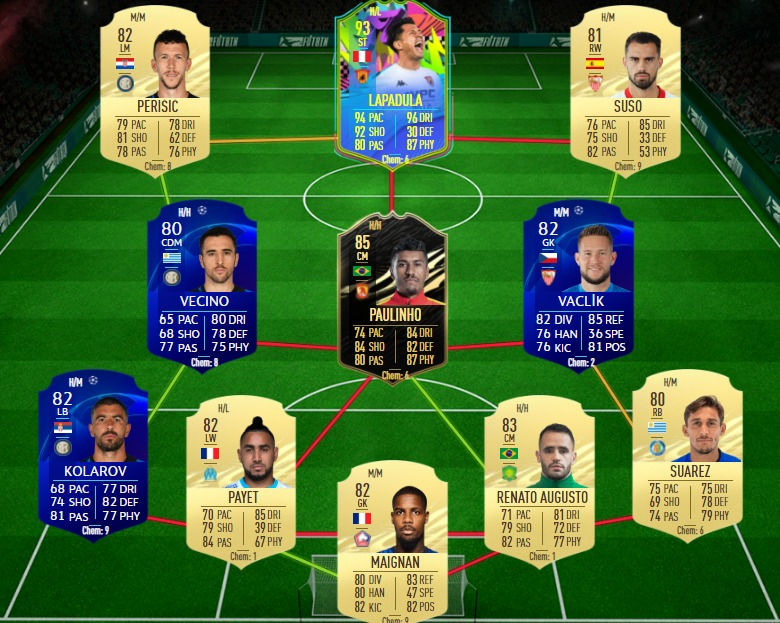 M/M
82
LM
PERISIC
79 PAC 78 DRI
81 SHO 62 DEF
78 PAS 76 PHY
Chem: 8
H/L
93
ST
LAPADULA
94 PAC 96 DRI
92 SHO 30 DEF
80 PAS 87 PHY
Chem: 6
H/M
81
RW
SUSO
76 PAC 85 DRI
75 SHO 33 DEF
82 PAS 53 PHY
Chem: 9
H/H
80
CDM
VECINO
65 PAC 80 DRI
68 SHO 78 DEF
77 PAS 75 PHY
Chem: 8
H/H
85
CM
PAULINHO
74 PAC 84 DRI
84 SHO 82 DEF
80 PAS 87 PHY
Chem: 6
M/M
82
GK
VACLÍK
82 DIV 85 REF
76 HAN 36 SPE
76 KIC 81 POS
Chem: 2
H/M
82
LB
KOLAROV
68 PAC 77 DRI
74 SHO 82 DEF
81 PAS 77 PHY
Chem: 9
H/L
82
LW
PAYET
70 PAC 85 DRI
79 SHO 39 DEF
84 PAS 67 PHY
Chem: 1
M/M
82
GK
MAIGNAN
80 DIV 83 REF
80 HAN 47 SPE
82 KIC 82 POS
Chem: 9
H/H
83
CM
RENATO AUGUSTO
71 PAC 81 DRI
79 SHO 72 DEF
82 PAS 77 PHY
Chem: 1
H/M
80
RB
SUAREZ
75 PAC 75 DRI
69 SHO 78 DEF
74 PAS 79 PHY
Chem: 6